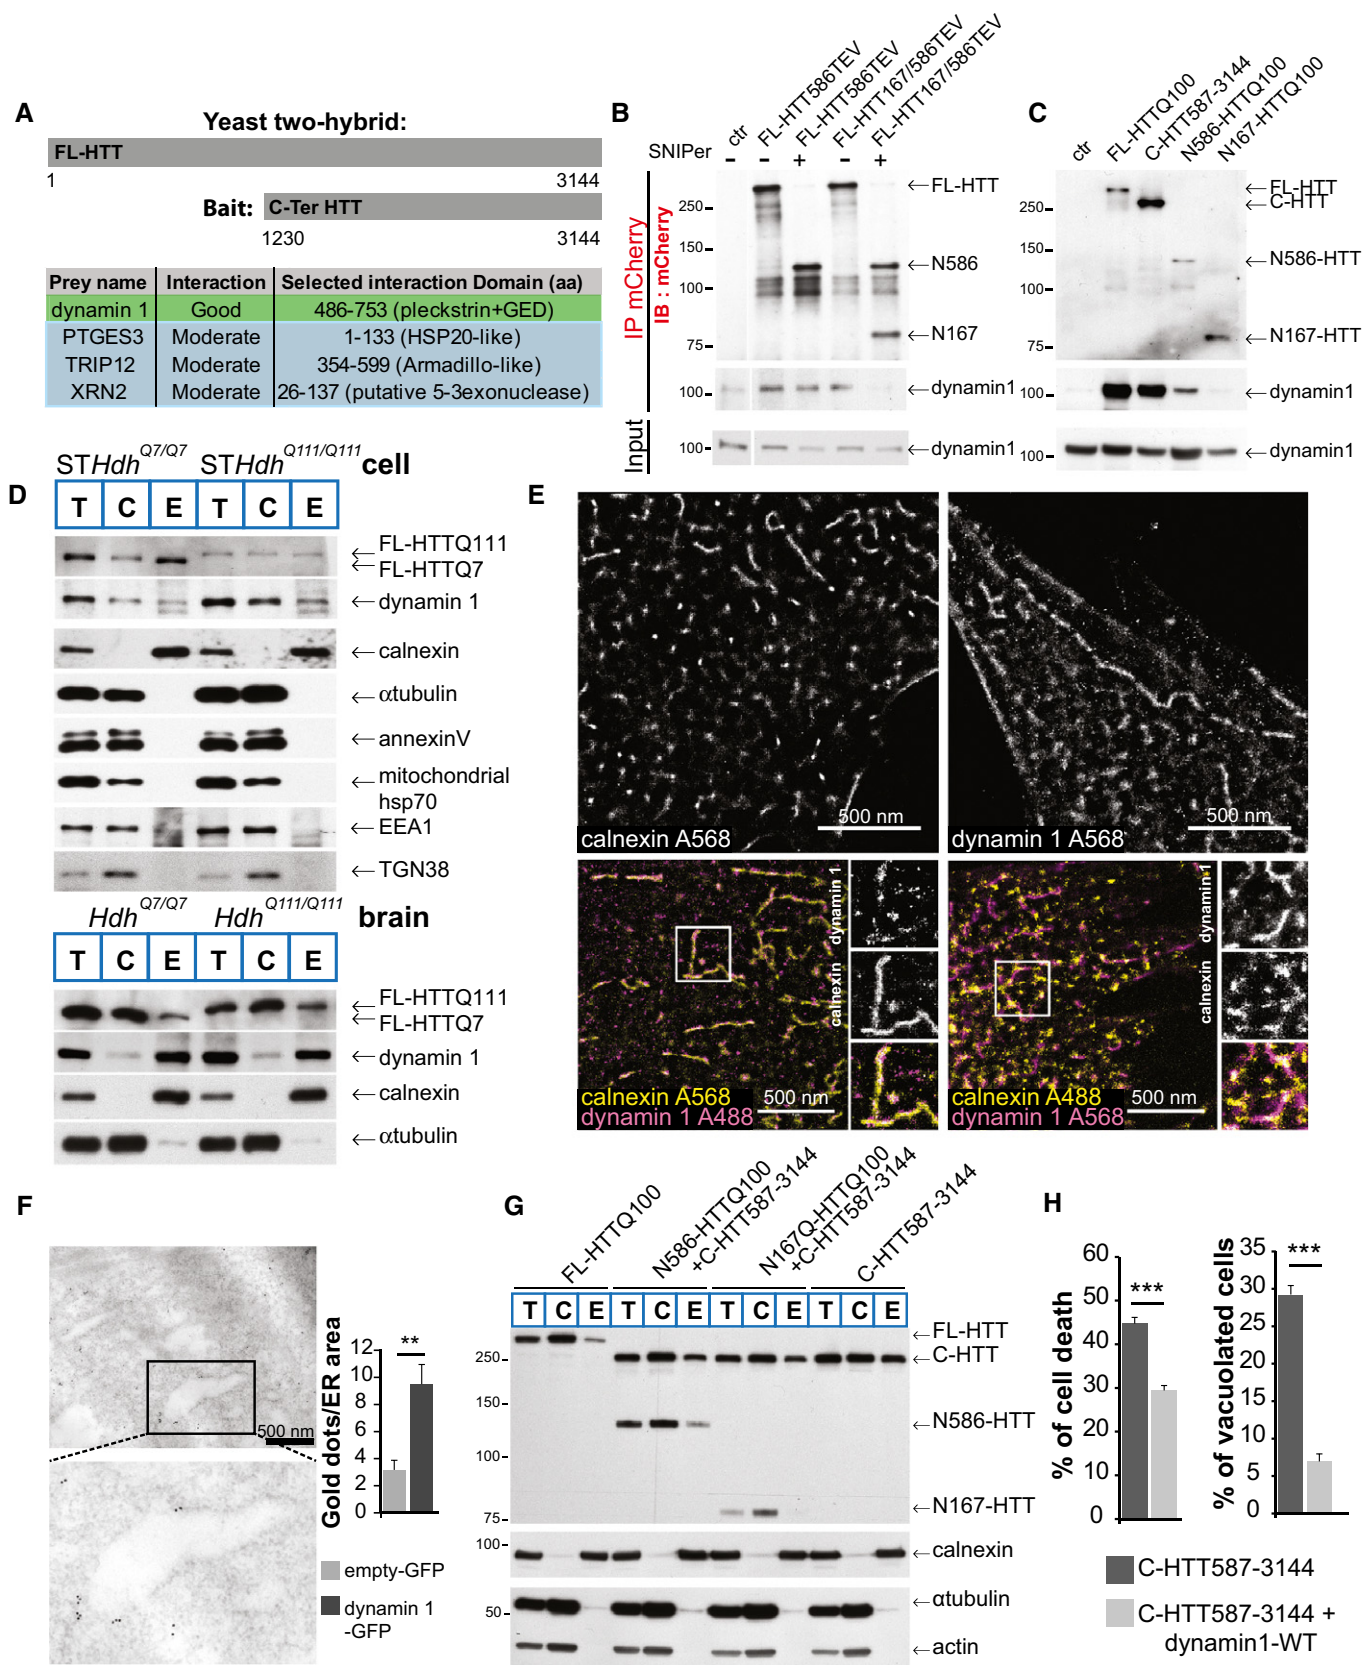 A
Yeast two-hybrid:
FL-HTT
1 3144
Bait: C-Ter HTT
1230 3144
Prey name Interaction Selected interaction Domain (aa)
dynamin 1 Good 486-753 (pleckstrin+GED)
PTGES3 Moderate 1-133 (HSP20-like)
TRIP12 Moderate 354-599 (Armadillo-like)
XRN2 Moderate 26-137 (putative 5-3exonuclease)
B
ctr FL-HTT586TEV FL-HTT586TEV FL-HTT167/586TEV FL-HTT167/586TEV
SNIPer - - + - +
IP mCherry
IB : mCherry
Input
←FL-HTT
250-
150-
←N586
100-
←N167
75-
100- ←dynamin1
100- ←dynamin1
C
ctr FL-HTTQ100 C-HTT587-3144 N586-HTTQ100 N167-HTTQ100
←FL-HTT
←C-HTT
250-
150-
←N586-HTT
100-
←N167-HTT
75-
100- ←dynamin1
100- ←dynamin1
D
STHdh Q7/Q7 STHdh Q111/Q111 cell
T C E T C E
←FL-HTTQ111
←FL-HTTQ7
←dynamin 1
←calnexin
←αtubulin
←annexinV
←mitochondrial
hsp70
←EEA1
←TGN38
Hdh Q7/Q7 Hdh Q111/Q111 brain
T C E T C E
←FL-HTTQ111
←FL-HTTQ7
←dynamin 1
←calnexin
←αtubulin
E
500 nm
calnexin A568
500 nm
dynamin 1 A568
dynamin 1
calnexin
calnexin A568
dynamin 1 A488
500 nm
dynamin 1
calnexin
calnexin A488
dynamin 1 A568
500 nm
F
500 nm
Gold dots/ER area
12
10
8
6
4
2
0
**
empty-GFP
dynamin 1
-GFP
G
FL-HTTQ100
N586-HTTQ100
+C-HTT587-3144
N167Q-HTTQ100
+C-HTT587-3144
C-HTT587-3144
T C E T C E T C E T C E
←FL-HTT
250- ←C-HTT
150-
←N586-HTT
100-
←N167-HTT
75-
100- ←calnexin
←αtubulin
50-
←actin
H
% of cell death
60
50
40
30
20
10
0
***
% of vacuolated cells
35
30
25
20
15
10
5
0
***
C-HTT587-3144
C-HTT587-3144 +
dynamin1-WT